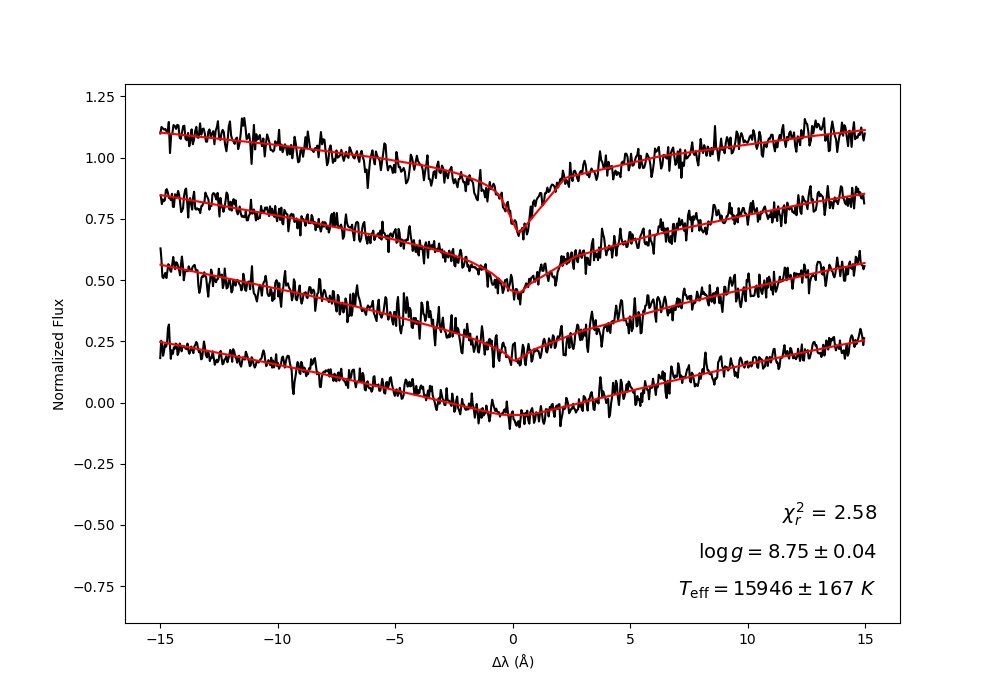 1.25
1.00
0.75
0.50
0.25
0.00
−0.25
−0.50
−0.75
Normalized Flux
χ²ᵣ = 2.58
log g = 8.75 ± 0.04
T_eff = 15946 ± 167 K
−15 −10 −5 0 5 10 15
Δλ (Å)